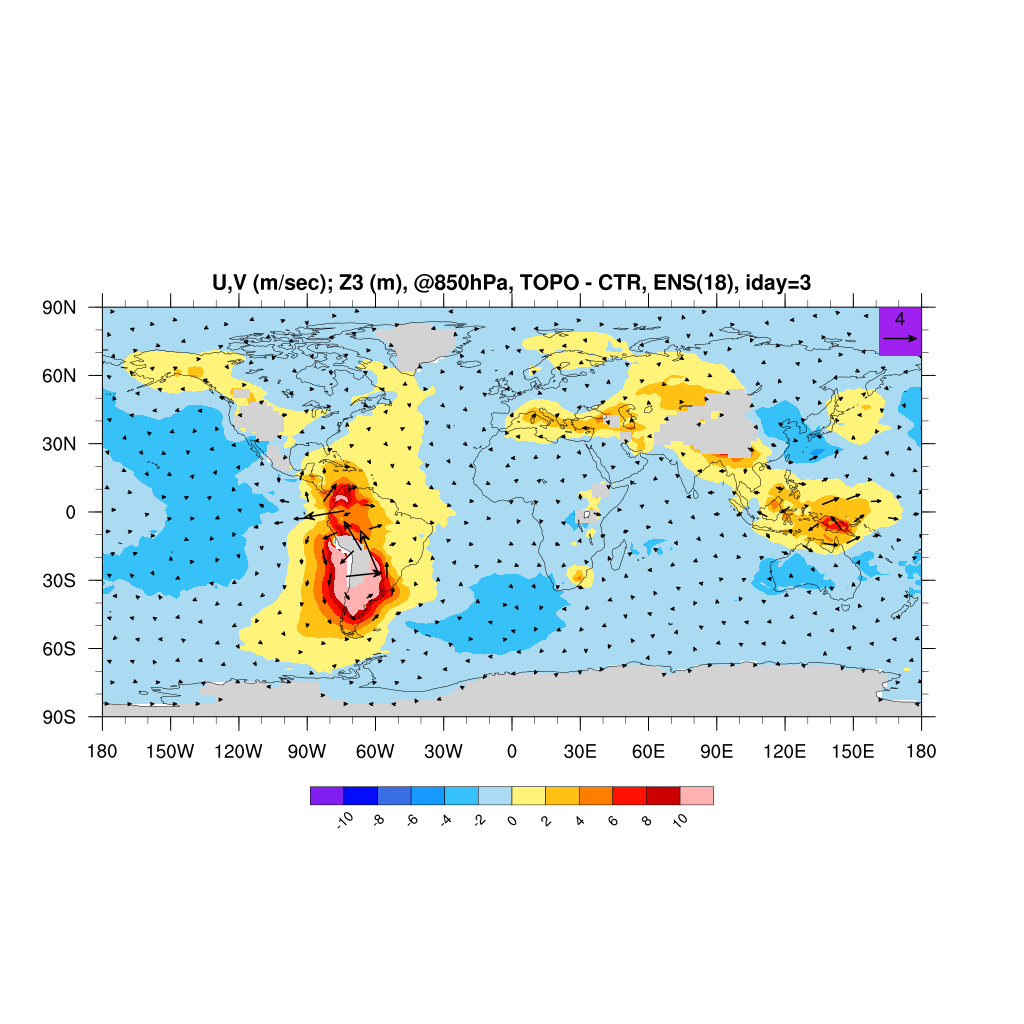 U,V (m/sec); Z3 (m), @850hPa, TOPO - CTR, ENS(18), iday=3
4
90N
60N
30N
0
30S
60S
90S
180 150W 120W 90W 60W 30W 0 30E 60E 90E 120E 150E 180
-10 -8 -6 -4 -2 0 2 4 6 8 10